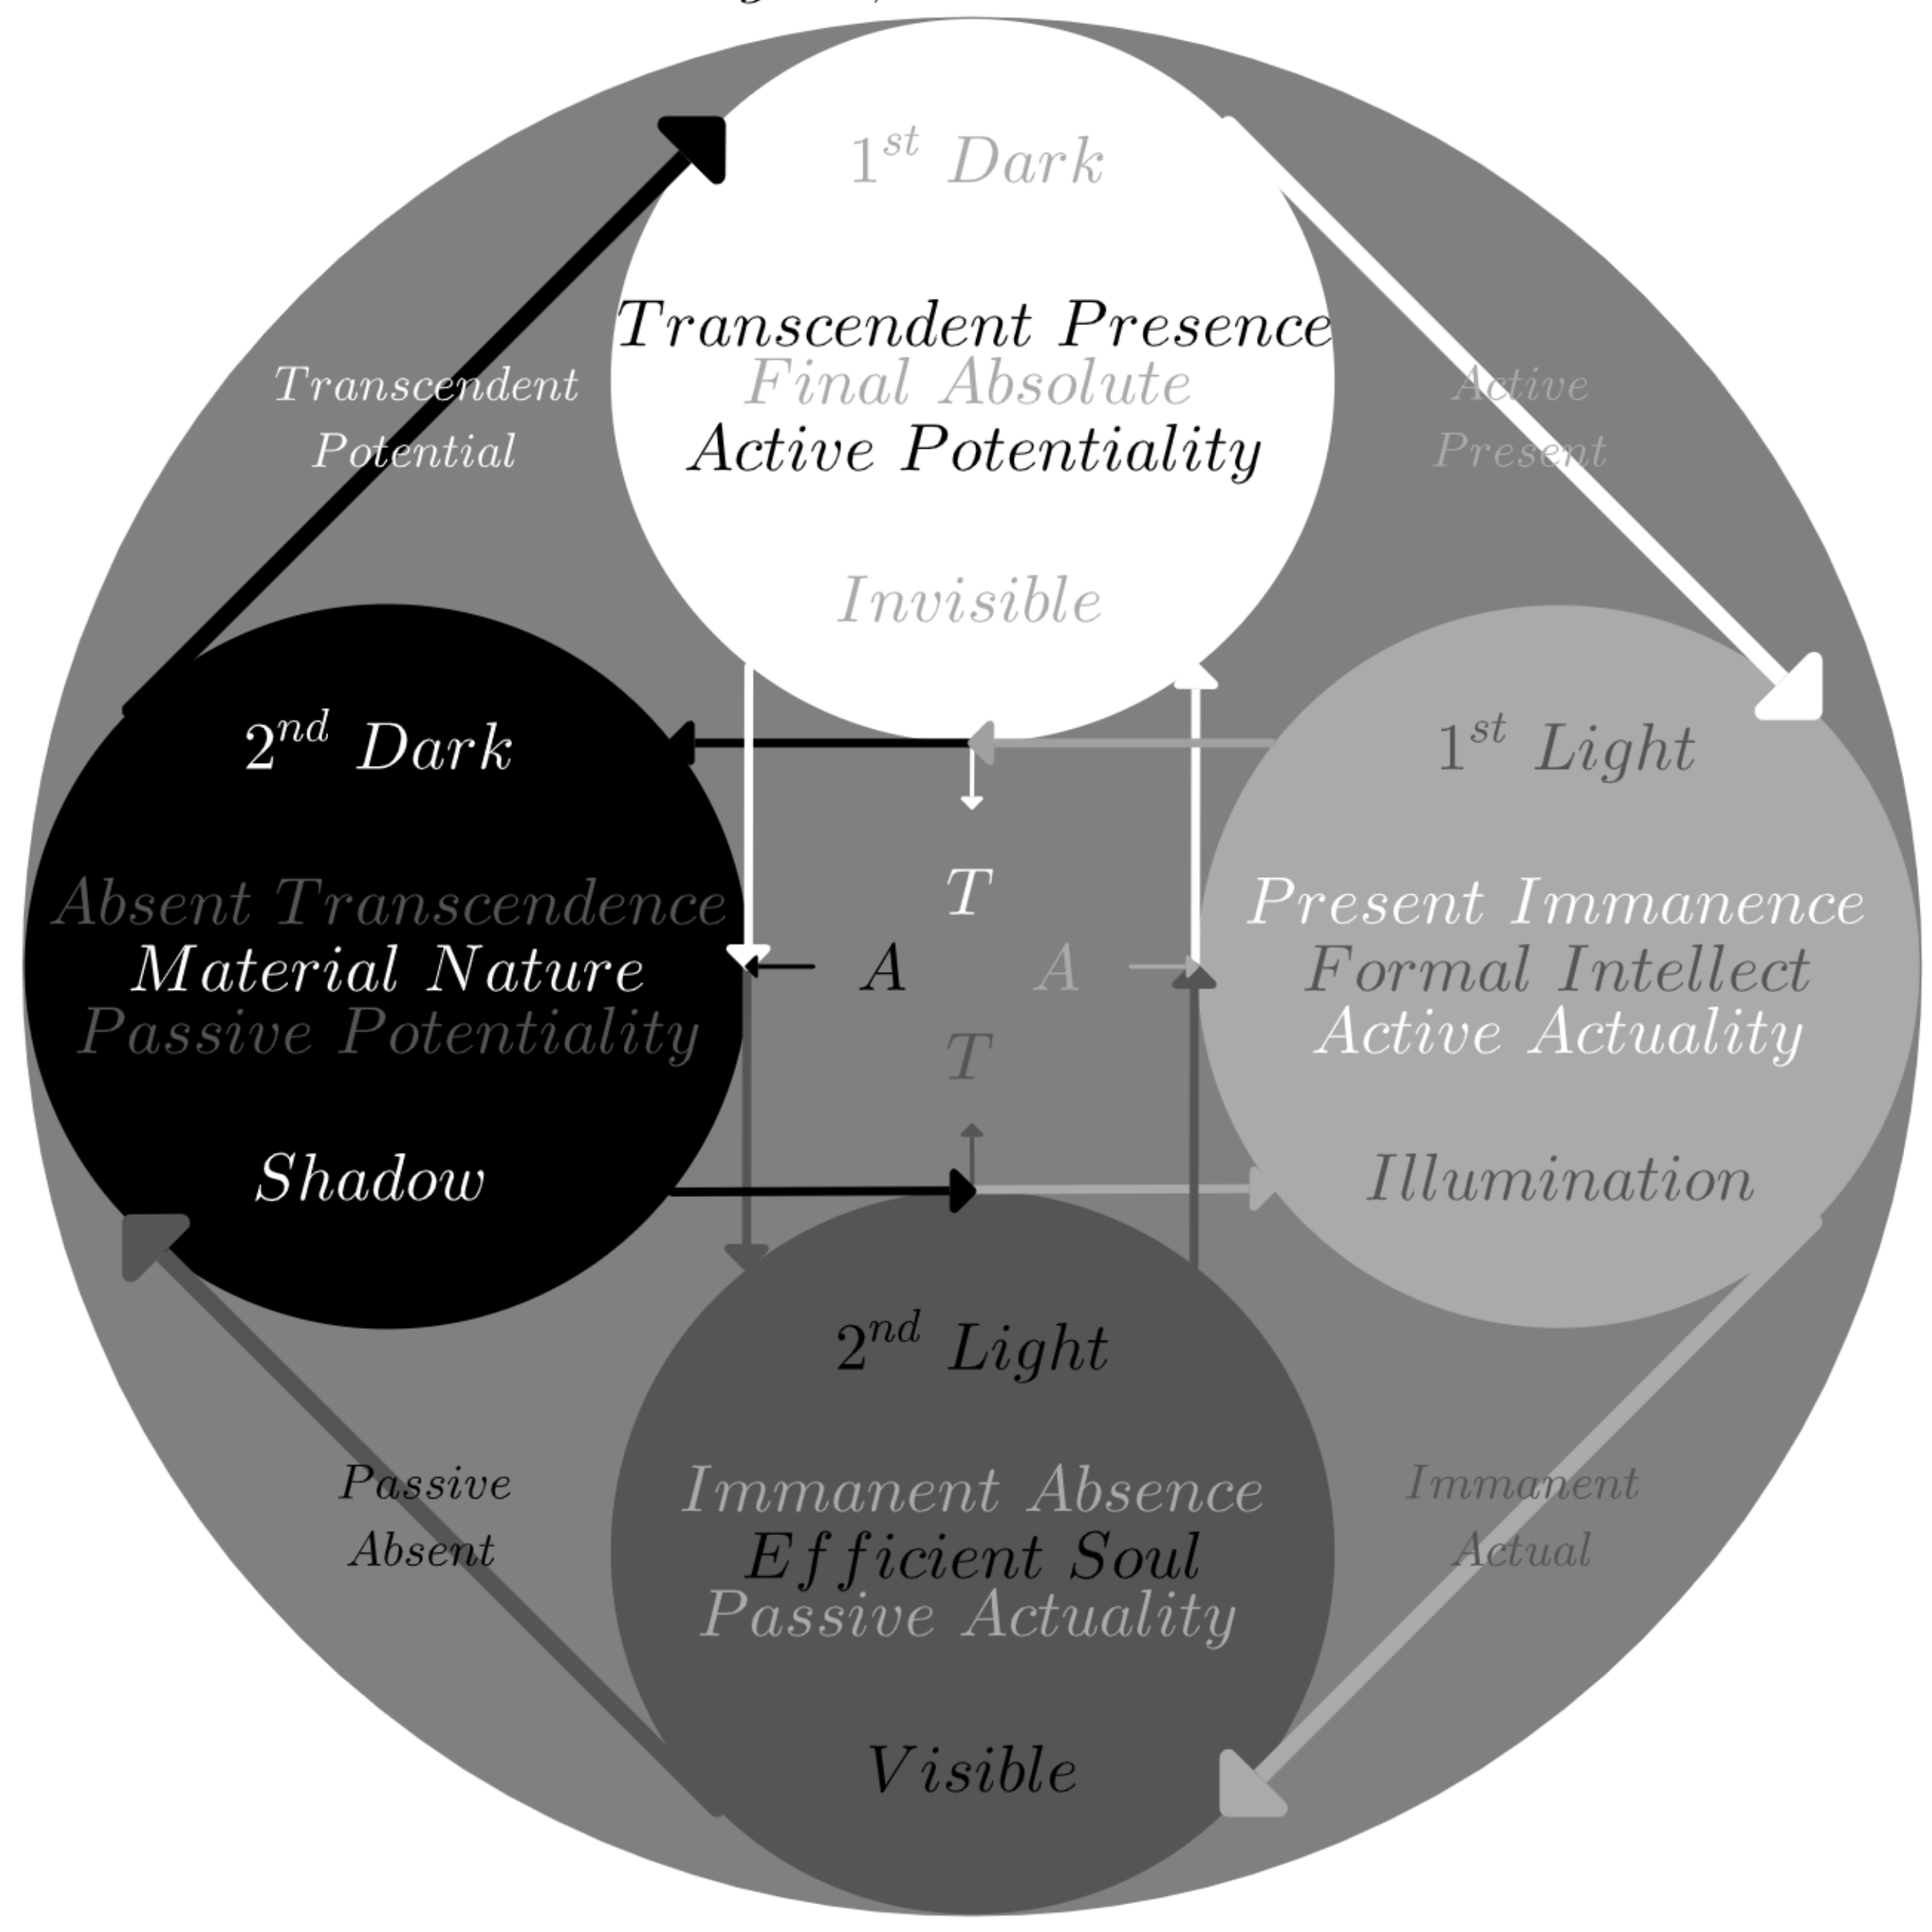 1st Dark
Transcendent Presence
Final Absolute
Active Potentiality
Invisible
Transcendent
Potential
Active
Present
2nd Dark
Absent Transcendence
Material Nature
Passive Potentiality
Shadow
T
A A
T
1st Light
Present Immanence
Formal Intellect
Active Actuality
Illumination
2nd Light
Immanent Absence
Efficient Soul
Passive Actuality
Visible
Passive
Absent
Immanent
Actual